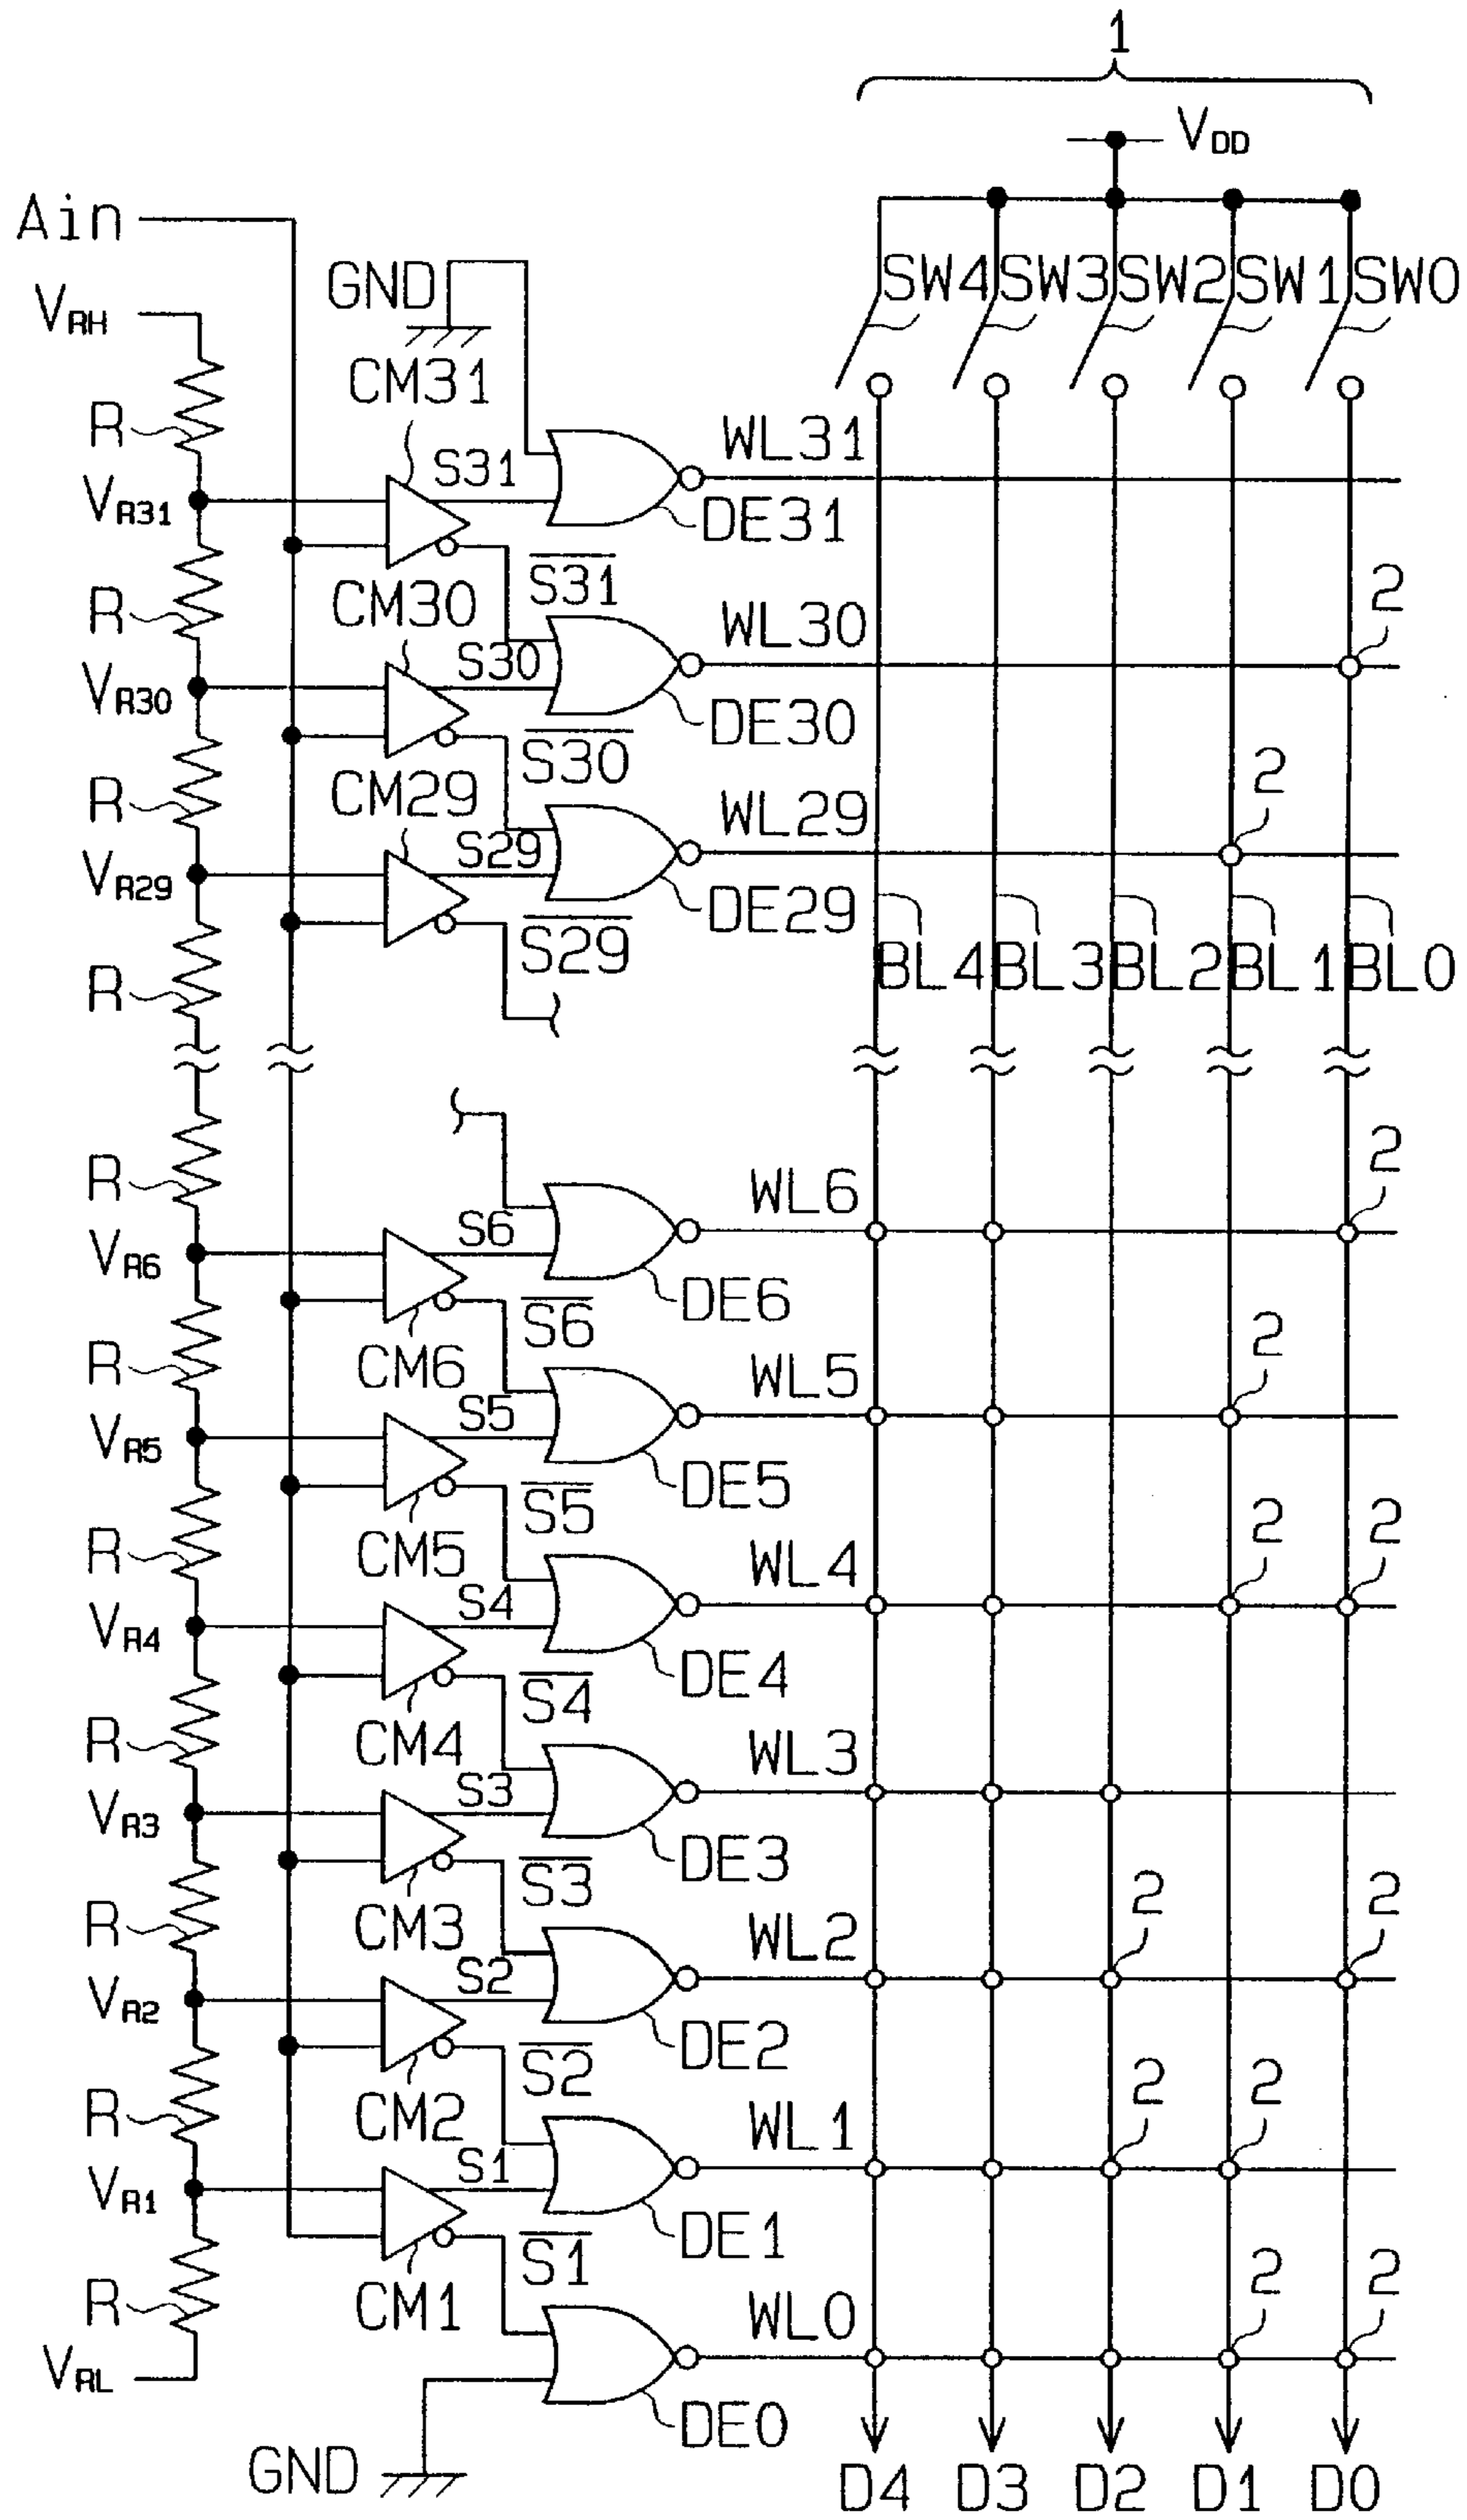 1
VDD
Ain
GND
SW4 SW3 SW2 SW1 SW0
VRH
CM31
R
WL31
S31
VR31
DE31
S31
2
CM30
R
WL30
S30
VR30
DE30
S30
2
CM29
R
WL29
S29
VR29
DE29
S29
BL4 BL3 BL2 BL1 BL0
R
2
R
WL6
S6
VR6
DE6
S6
2
CM6
R
WL5
S5
VR5
DE5
S5
2 2
CM5
R
WL4
S4
VR4
DE4
S4
CM4
R
WL3
S3
VR3
DE3
S3
2 2
CM3
R
WL2
S2
VR2
DE2
S2
2 2
CM2
R
WL1
S1
VR1
DE1
S1
2 2
CM1
R
WL0
VRL
DE0
GND
D4 D3 D2 D1 D0